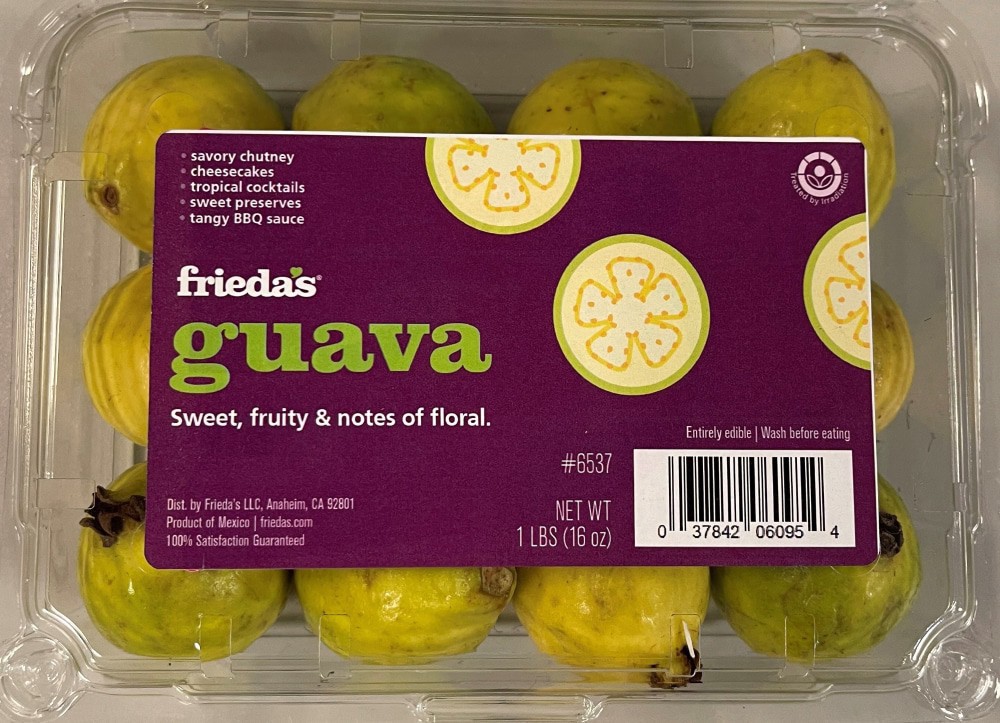 • savory chutney
• cheesecakes
• tropical cocktails
• sweet preserves
• tangy BBQ sauce
Treated by Irradiation
frieda's®
guava
Sweet, fruity & notes of floral.
Entirely edible | Wash before eating
#6537
Dist. by Frieda's LLC, Anaheim, CA 92801
Product of Mexico | friedas.com
100% Satisfaction Guaranteed
NET WT
1 LBS (16 oz)
0 37842 06095 4